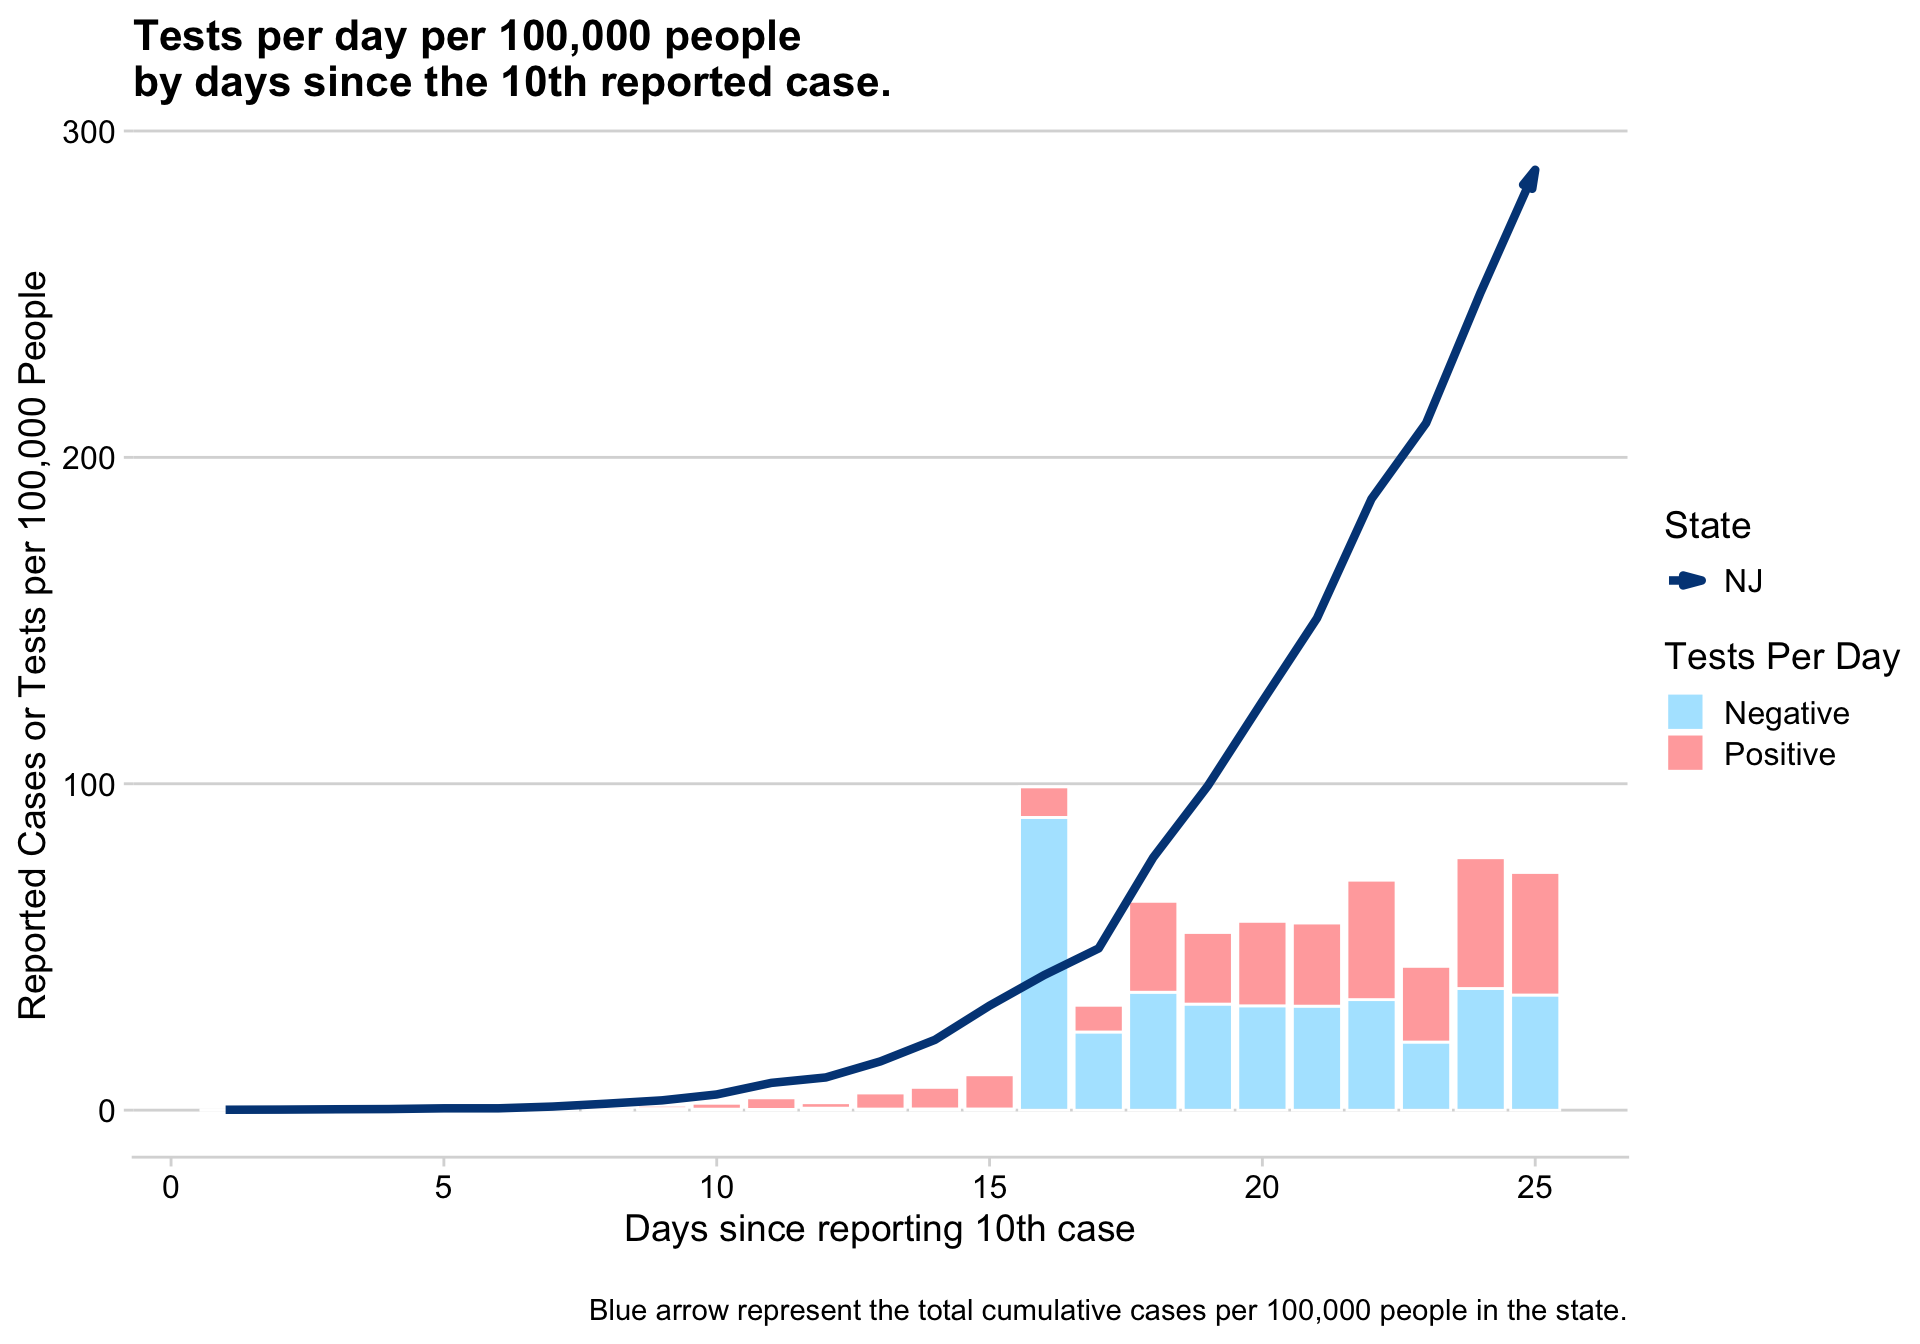 Tests per day per 100,000 people
by days since the 10th reported case.
Reported Cases or Tests per 100,000 People
300
200
100
0
0 5 10 15 20 25
Days since reporting 10th case
State
NJ
Tests Per Day
Negative
Positive
Blue arrow represent the total cumulative cases per 100,000 people in the state.